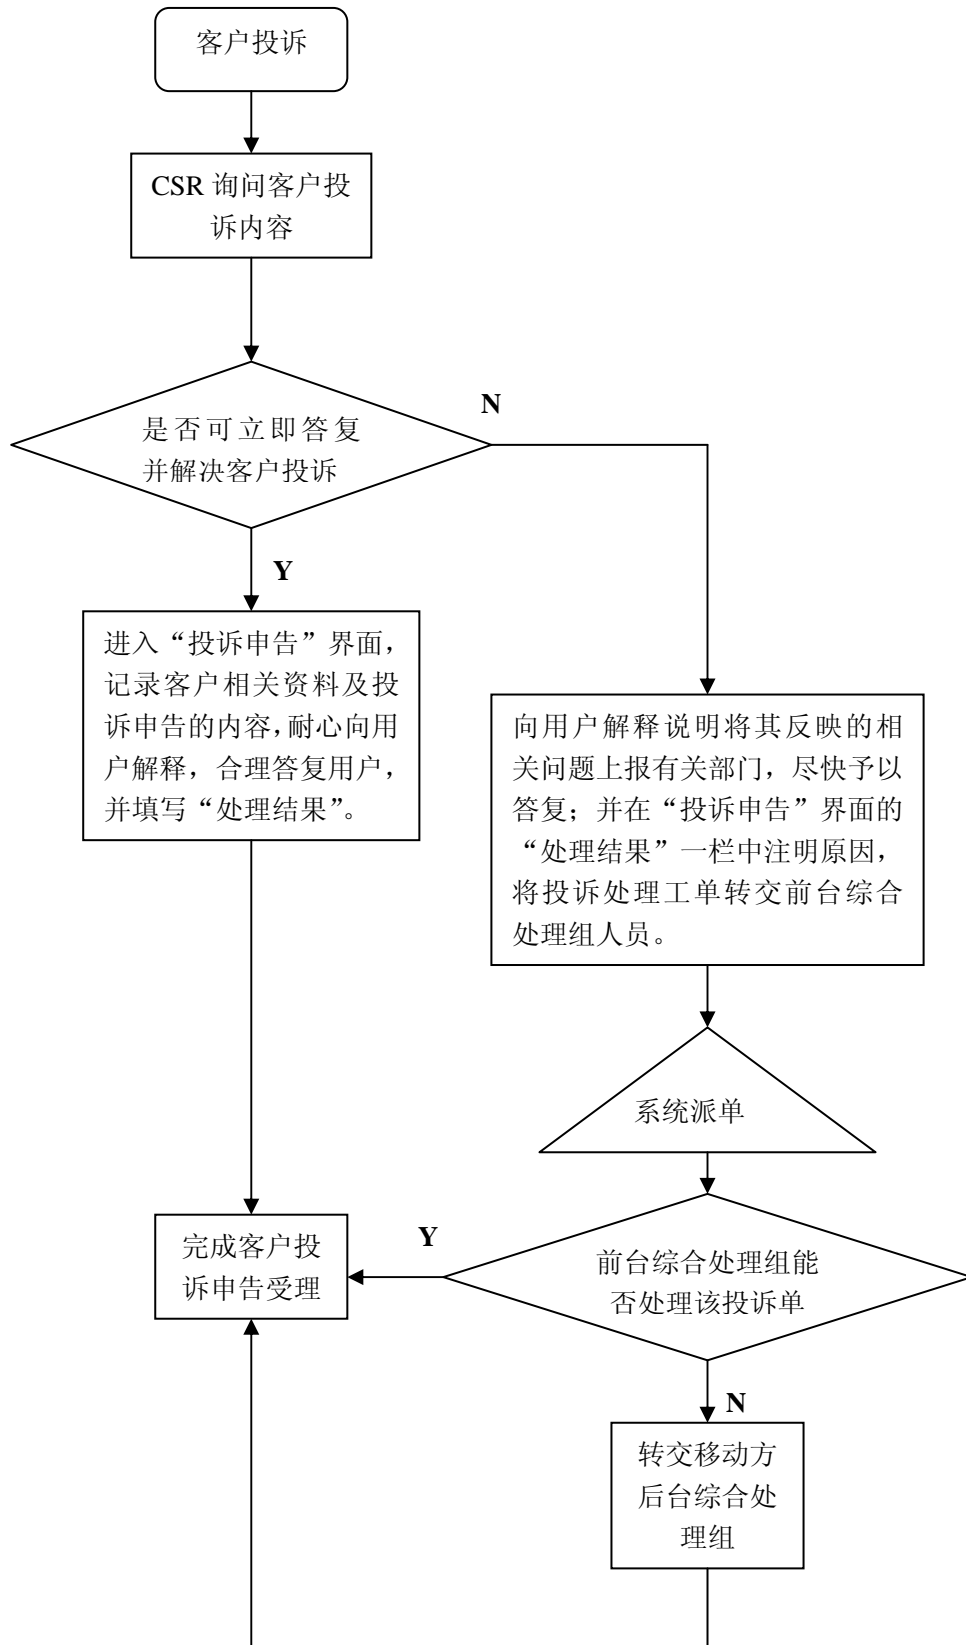 客户投诉
CSR 询问客户投
诉内容
N
是否可立即答复
并解决客户投诉
Y
进入“投诉申告”界面，
记录客户相关资料及投
诉申告的内容，耐心向用
户解释，合理答复用户，
并填写“处理结果”。
向用户解释说明将其反映的相
关问题上报有关部门，尽快予以
答复；并在“投诉申告”界面的
“处理结果”一栏中注明原因，
将投诉处理工单转交前台综合
处理组人员。
系统派单
完成客户投
诉申告受理
Y
前台综合处理组能
否处理该投诉单
N
转交移动方
后台综合处
理组